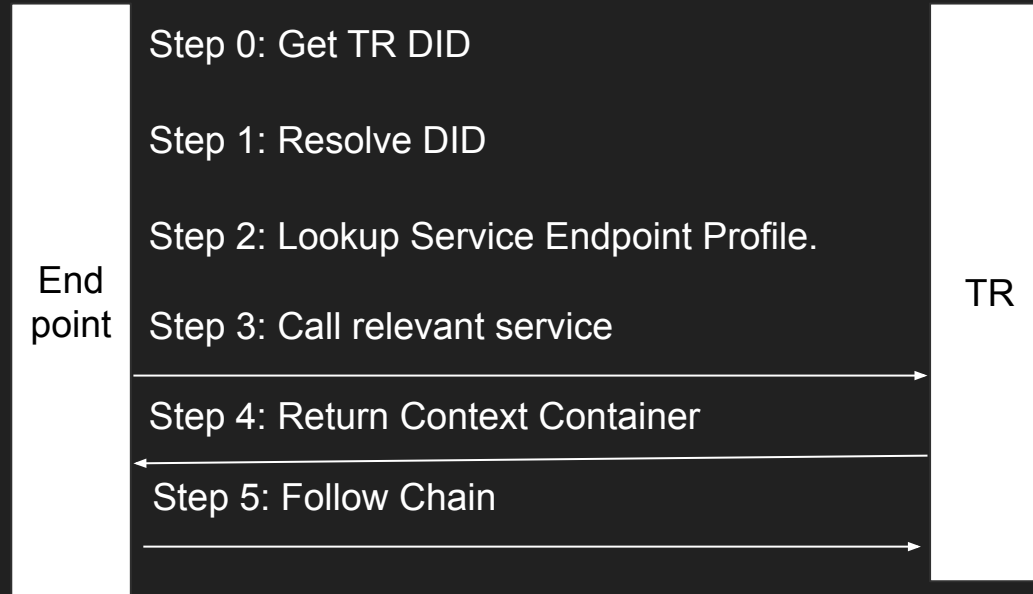 Step 0: Get TR DID
Step 1: Resolve DID
Step 2: Lookup Service Endpoint Profile.
End
point
Step 3: Call relevant service
TR
Step 4: Return Context Container
Step 5: Follow Chain